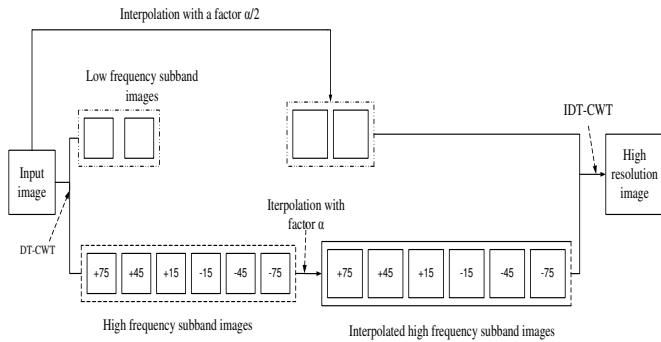 Interpolation with a factor α/2
Low frequency subband
images
IDT-CWT
Input
image
High
resolution
image
DT-CWT
Iterpolation with
factor α
+75 +45 +15 -15 -45 -75
+75 +45 +15 -15 -45 -75
High frequency subband images
Interpolated high frequency subband images